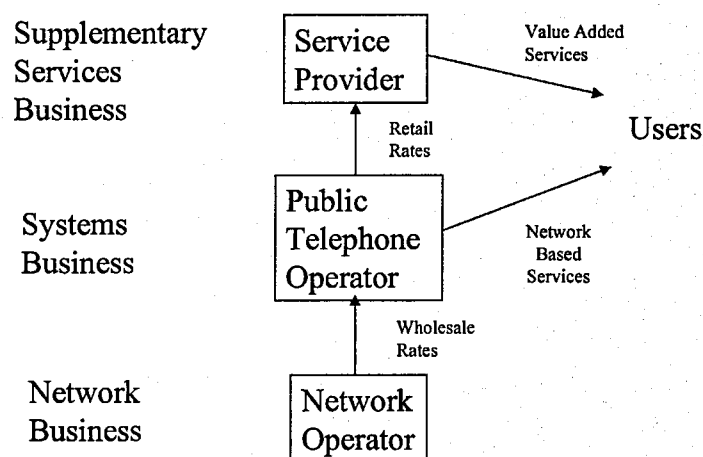 Supplementary
Services
Business
Service
Provider
Value Added
Services
Retail
Rates
Users
Systems
Business
Public
Telephone
Operator
Network
Based
Services
Wholesale
Rates
Network
Business
Network
Operator